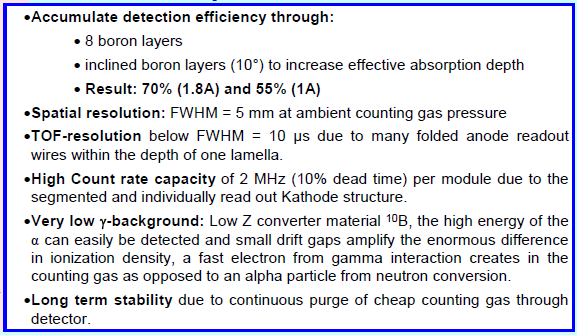 •Accumulate detection efficiency through:
• 8 boron layers
• inclined boron layers (10°) to increase effective absorption depth
• Result: 70% (1.8A) and 55% (1A)
•Spatial resolution: FWHM = 5 mm at ambient counting gas pressure
•TOF-resolution below FWHM = 10 µs due to many folded anode readout
wires within the depth of one lamella.
•High Count rate capacity of 2 MHz (10% dead time) per module due to the
segmented and individually read out Kathode structure.
•Very low γ-background: Low Z converter material ¹⁰B, the high energy of the
α can easily be detected and small drift gaps amplify the enormous difference
in ionization density, a fast electron from gamma interaction creates in the
counting gas as opposed to an alpha particle from neutron conversion.
•Long term stability due to continuous purge of cheap counting gas through
detector.